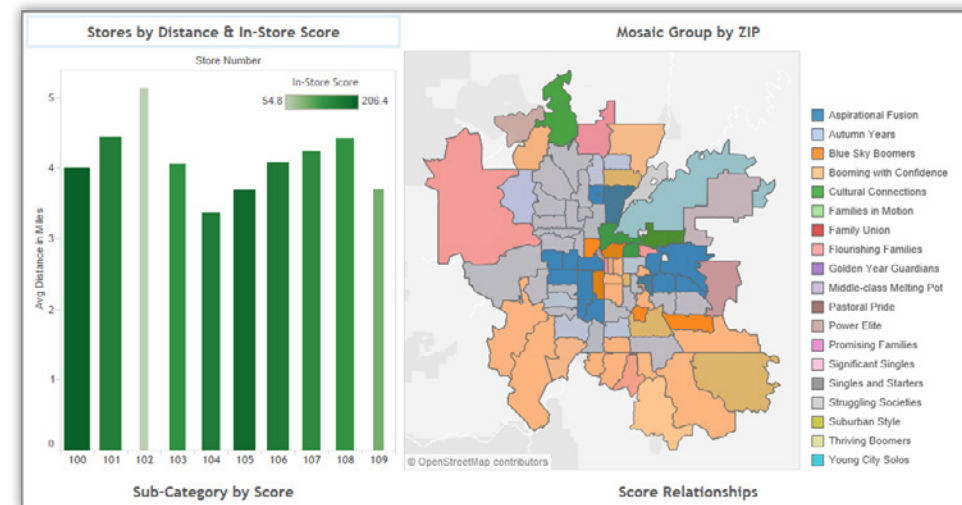 Stores by Distance & In-Store Score
Store Number
In-Store Score
54.8 206.4
Avg Distance in Miles
5
4
3
2
1
0
100 101 102 103 104 105 106 107 108 109
Mosaic Group by ZIP
© OpenStreetMap contributors
Aspirational Fusion
Autumn Years
Blue Sky Boomers
Booming with Confidence
Cultural Connections
Families in Motion
Family Union
Flourishing Families
Golden Year Guardians
Middle-class Melting Pot
Pastoral Pride
Power Elite
Promising Families
Significant Singles
Singles and Starters
Struggling Societies
Suburban Style
Thriving Boomers
Young City Solos
Sub-Category by Score
Score Relationships